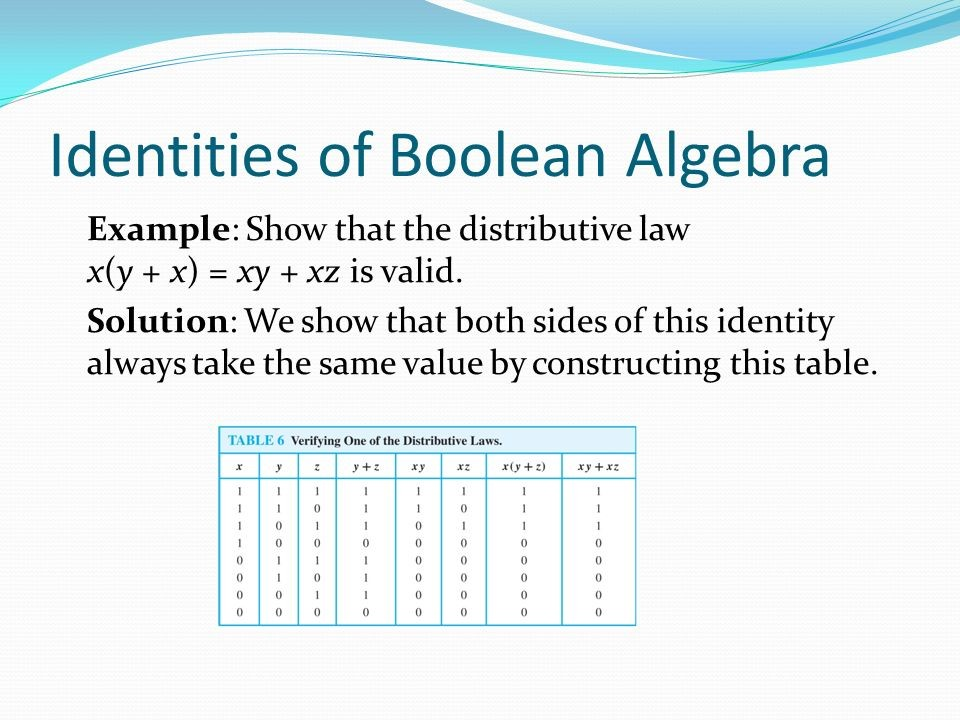 Identities of Boolean Algebra
Example: Show that the distributive law
x(y + x) = xy + xz is valid.
Solution: We show that both sides of this identity
always take the same value by constructing this table.
TABLE 6 Verifying One of the Distributive Laws.
x y z y + z xy xz x(y + z) xy + xz
1 1 1 1 1 1 1 1
1 1 0 1 1 0 1 1
1 0 1 1 0 1 1 1
1 0 0 0 0 0 0 0
0 1 1 1 0 0 0 0
0 1 0 1 0 0 0 0
0 0 1 1 0 0 0 0
0 0 0 0 0 0 0 0